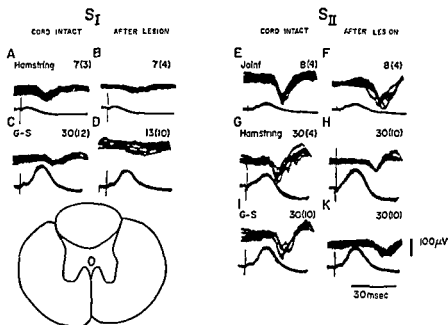 SI SII
CORD INTACT AFTER LESION CORD INTACT AFTER LESION
A B E F
Hamstring 7(3) 7(4) Joint 8(4) 8(4)
C D G H
G-S 30(12) 13(10) Hamstring 30(4) 30(10)
I K
G-S 30(10) 30(10)
100μV
30msec